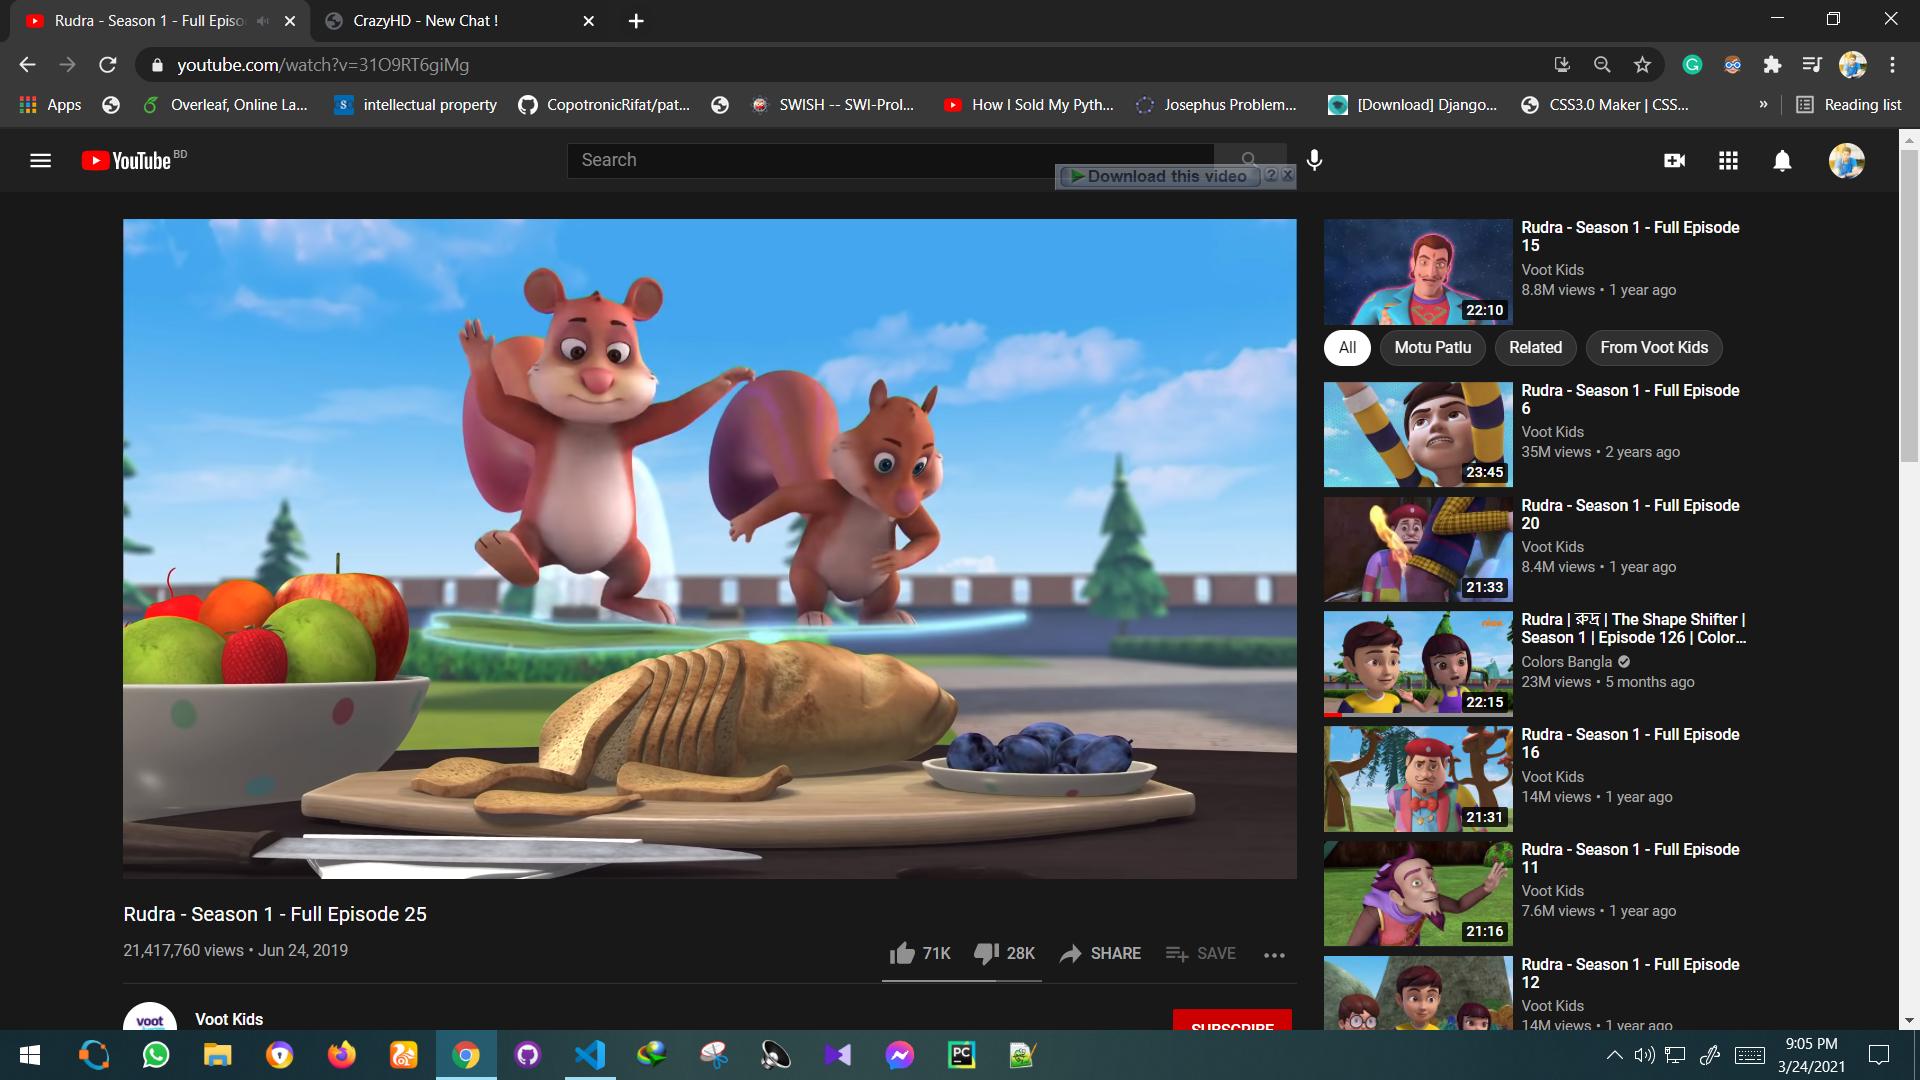 Rudra - Season 1 - Full Episo
CrazyHD - New Chat !
youtube.com/watch?v=31O9RT6giMg
Apps
Overleaf, Online La...
intellectual property
CopotronicRifat/pat...
SWISH -- SWI-Prol...
How I Sold My Pyth...
Josephus Problem...
[Download] Django...
CSS3.0 Maker | CSS...
»
Reading list
YouTube BD
Search
Download this video ? x
Rudra - Season 1 - Full Episode
15
Voot Kids
8.8M views • 1 year ago
22:10
All
Motu Patlu
Related
From Voot Kids
Rudra - Season 1 - Full Episode
6
Voot Kids
35M views • 2 years ago
23:45
Rudra - Season 1 - Full Episode
20
Voot Kids
8.4M views • 1 year ago
21:33
Rudra | রুদ্র | The Shape Shifter |
Season 1 | Episode 126 | Color...
Colors Bangla
23M views • 5 months ago
nick
22:15
Rudra - Season 1 - Full Episode
16
Voot Kids
14M views • 1 year ago
21:31
Rudra - Season 1 - Full Episode
11
Voot Kids
7.6M views • 1 year ago
21:16
Rudra - Season 1 - Full Episode
12
Voot Kids
14M views • 1 year ago
Rudra - Season 1 - Full Episode 25
21,417,760 views • Jun 24, 2019
71K
28K
SHARE
SAVE
voot
Voot Kids
SUBSCRIBE
PC
9:05 PM
3/24/2021